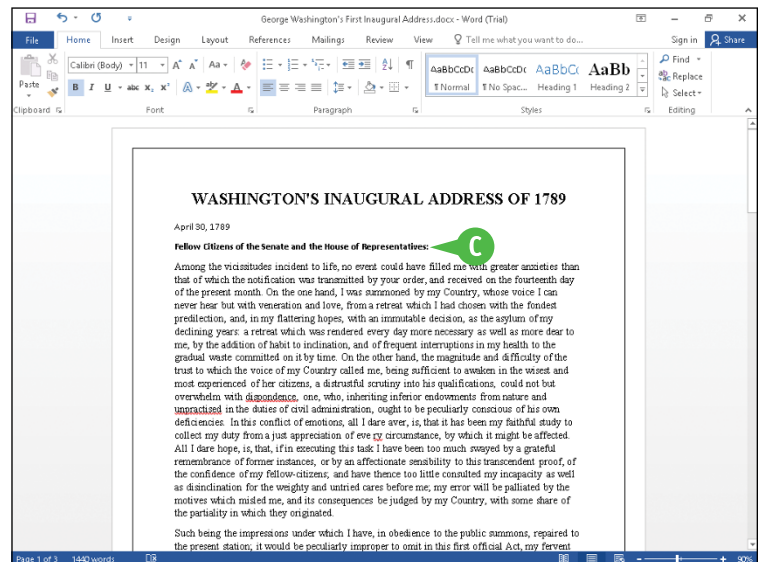 George Washington's First Inaugural Address.docx - Word (Trial)
File Home Insert Design Layout References Mailings Review View Tell me what you want to do... Sign in Share
Calibri (Body) 11 A A Aa
Paste
B I U abc X₂ X² A A
AaBbCcDc AaBbCcDc AaBbCc AaBb
¶ Normal ¶ No Spac... Heading 1 Heading 2
Find
Replace
Select
Clipboard Font Paragraph Styles Editing
WASHINGTON'S INAUGURAL ADDRESS OF 1789
April 30, 1789
Fellow Citizens of the Senate and the House of Representatives:
C
Among the vicissitudes incident to life, no event could have filled me with greater anxieties than
that of which the notification was transmitted by your order, and received on the fourteenth day
of the present month. On the one hand, I was summoned by my Country, whose voice I can
never hear but with veneration and love, from a retreat which I had chosen with the fondest
predilection, and, in my flattering hopes, with an immutable decision, as the asylum of my
declining years: a retreat which was rendered every day more necessary as well as more dear to
me, by the addition of habit to inclination, and of frequent interruptions in my health to the
gradual waste committed on it by time. On the other hand, the magnitude and difficulty of the
trust to which the voice of my Country called me, being sufficient to awaken in the wisest and
most experienced of her citizens, a distrustful scrutiny into his qualifications, could not but
overwhelm with dispondence, one, who, inheriting inferior endowments from nature and
unpractised in the duties of civil administration, ought to be peculiarly conscious of his own
deficiencies. In this conflict of emotions, all I dare aver, is, that it has been my faithful study to
collect my duty from a just appreciation of eve ry circumstance, by which it might be affected.
All I dare hope, is, that, if in executing this task I have been too much swayed by a grateful
remembrance of former instances, or by an affectionate sensibility to this transcendent proof, of
the confidence of my fellow-citizens; and have thence too little consulted my incapacity as well
as disinclination for the weighty and untried cares before me; my error will be palliated by the
motives which misled me, and its consequences be judged by my Country, with some share of
the partiality in which they originated.
Such being the impressions under which I have, in obedience to the public summons, repaired to
the present station; it would be peculiarly improper to omit in this first official Act, my fervent
Page 1 of 3 1440 words 90%